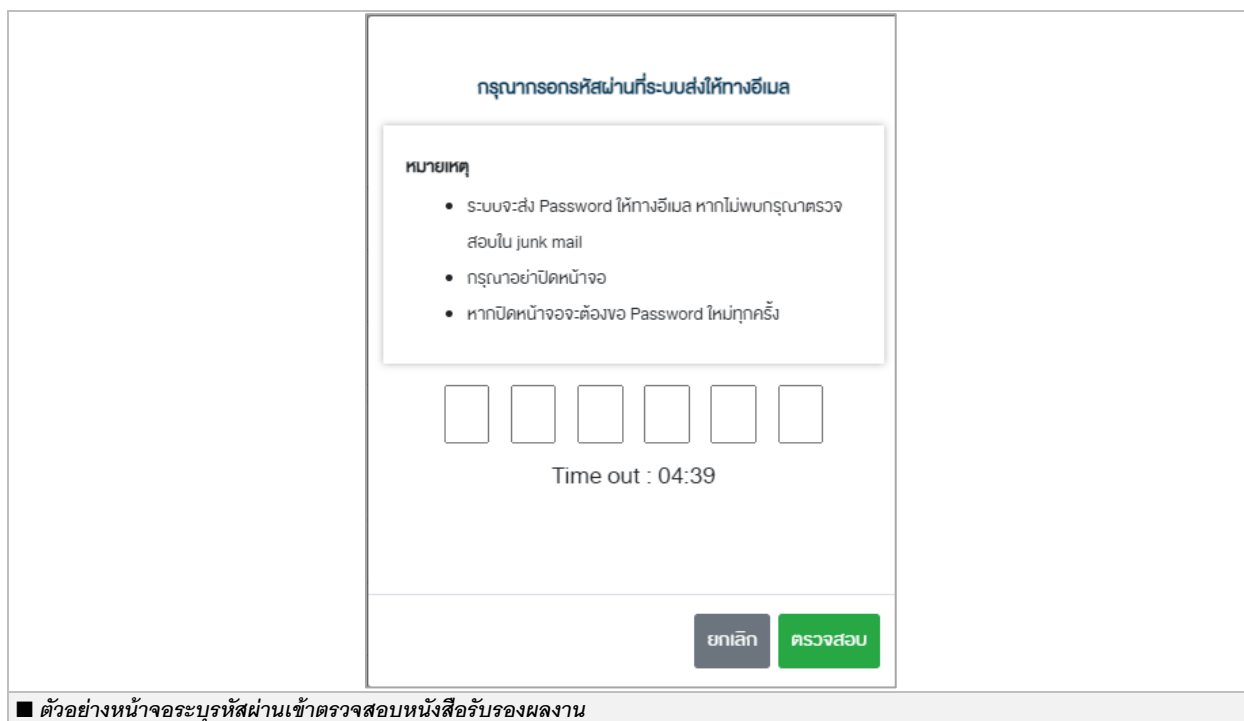 กรุณากรอกรหัสผ่านที่ระบบส่งให้ทางอีเมล
หมายเหตุ
• ระบบจะส่ง Password ให้ทางอีเมล หากไม่พบกรุณาตรวจ
สอบใน junk mail
• กรุณาอย่าปิดหน้าจอ
• หากปิดหน้าจอจะต้องขอ Password ใหม่ทุกครั้ง
Time out : 04:39
ยกเลิก ตรวจสอบ
■ ตัวอย่างหน้าจอระบุรหัสผ่านเข้าตรวจสอบหนังสือรับรองผลงาน